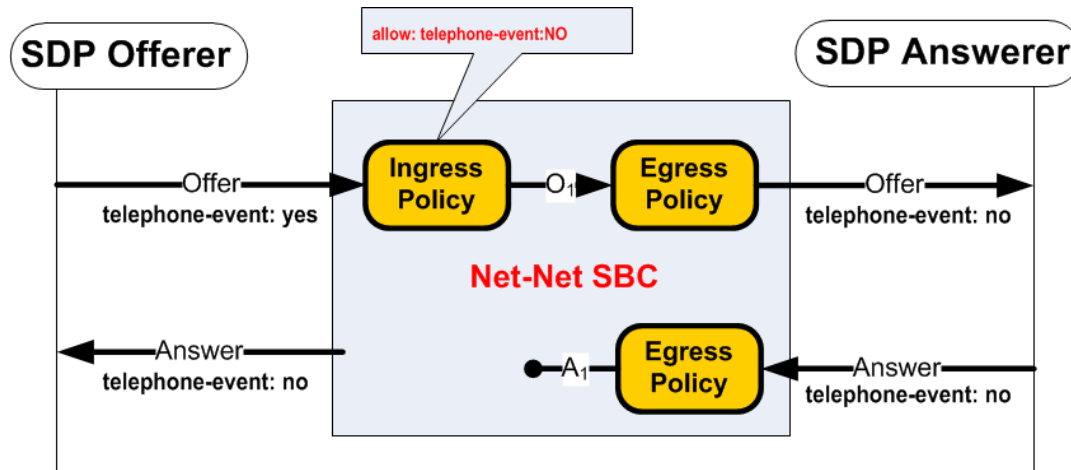 allow: telephone-event:NO
SDP Offerer
SDP Answerer
Ingress
Policy
Egress
Policy
Offer
telephone-event: yes
O1
Offer
telephone-event: no
Net-Net SBC
Answer
telephone-event: no
A1
Egress
Policy
Answer
telephone-event: no